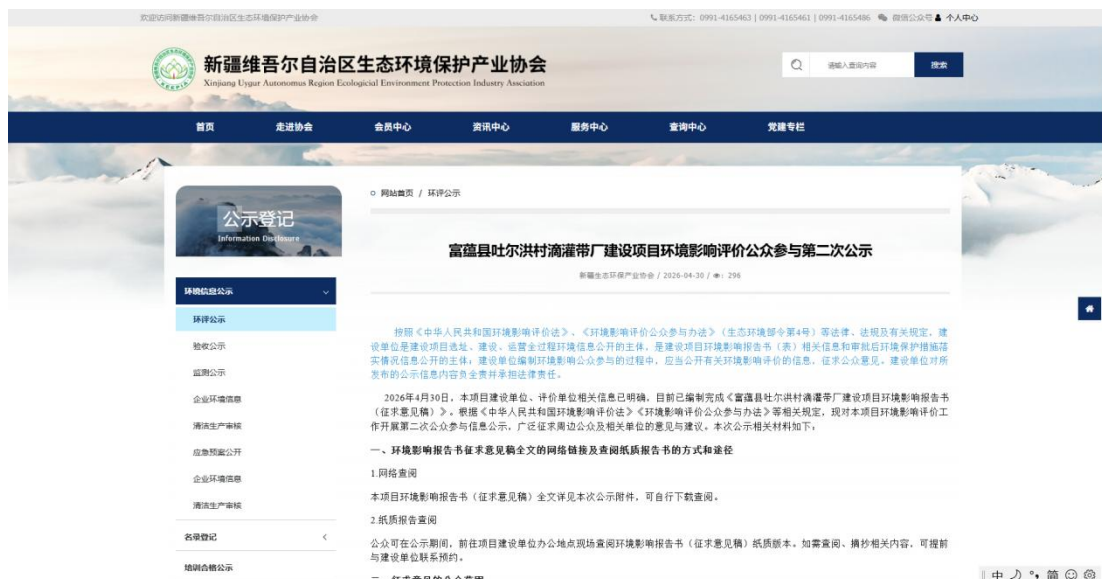 欢迎访问新疆维吾尔自治区生态环境保护产业协会
联系方式：0991-4165463 | 0991-4165461 | 0991-4165486 微信公众号 个人中心
新疆维吾尔自治区生态环境保护产业协会
Xinjiang Uygur Autonomus Region Ecologicial Environment Protection Industry Assciation
请输入查询内容 搜索
首页 走进协会 会员中心 资讯中心 服务中心 查询中心 党建专栏
公示登记
Information Disclosure
环境信息公示
环评公示
验收公示
监测公示
企业环境信息
清洁生产审核
应急预案公开
企业环境信息
清洁生产审核
名录登记
培训合格公示
网站首页 / 环评公示
富蕴县吐尔洪村滴灌带厂建设项目环境影响评价公众参与第二次公示
新疆生态环保产业协会 / 2026-04-30 / 296
按照《中华人民共和国环境影响评价法》、《环境影响评价公众参与办法》（生态环境部令第4号）等法律、法规及有关规定，建
设单位是建设项目选址、建设、运营全过程环境信息公开的主体，是建设项目环境影响报告书（表）相关信息和审批后环境保护措施落
实情况信息公开的主体；建设单位编制环境影响公众参与的过程中，应当公开有关环境影响评价的信息，征求公众意见。建设单位对所
发布的公示信息内容负全责并承担法律责任。
2026年4月30日，本项目建设单位、评价单位相关信息已明确，目前已编制完成《富蕴县吐尔洪村滴灌带厂建设项目环境影响报告书
（征求意见稿）》。根据《中华人民共和国环境影响评价法》《环境影响评价公众参与办法》等相关规定，现对本项目环境影响评价工
作开展第二次公众参与信息公示，广泛征求周边公众及相关单位的意见与建议。本次公示相关材料如下：
一、环境影响报告书征求意见稿全文的网络链接及查阅纸质报告书的方式和途径
1.网络查阅
本项目环境影响报告书（征求意见稿）全文详见本次公示附件，可自行下载查阅。
2.纸质报告查阅
公众可在公示期间，前往项目建设单位办公地点现场查阅环境影响报告书（征求意见稿）纸质版本。如需查阅、摘抄相关内容，可提前
与建设单位联系预约。
二、征求意见的公众范围
中 简